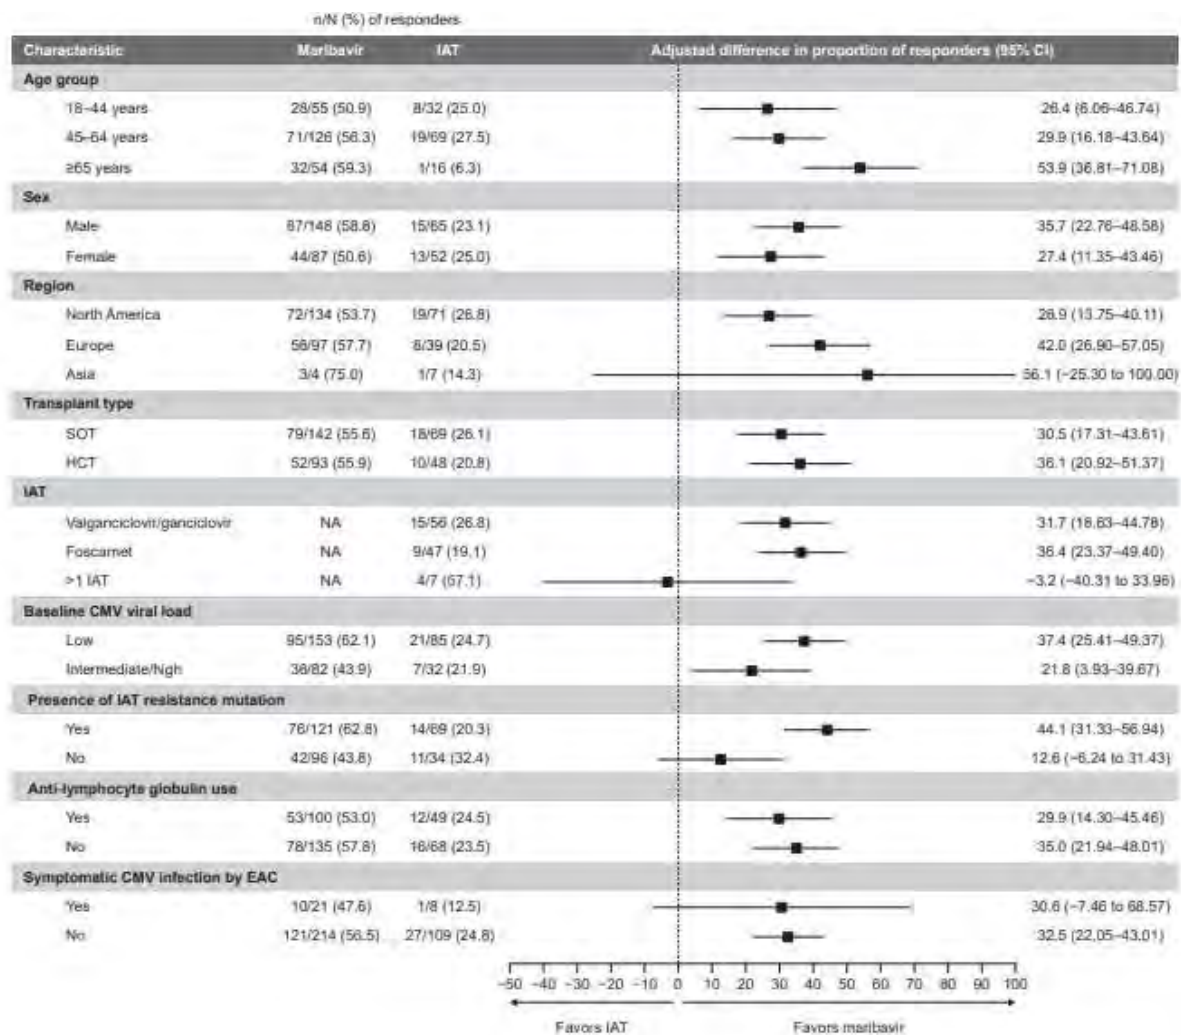 n/N (%) of responders
Characteristic Maribavir IAT Adjusted difference in proportion of responders (95% CI)
Age group
18–44 years 28/55 (50.9) 8/32 (25.0) 26.4 (6.06–46.74)
45–64 years 71/126 (56.3) 19/69 (27.5) 29.9 (16.18–43.64)
≥65 years 32/54 (59.3) 1/16 (6.3) 53.9 (36.81–71.08)
Sex
Male 87/148 (58.8) 15/65 (23.1) 35.7 (22.76–48.58)
Female 44/87 (50.6) 13/52 (25.0) 27.4 (11.35–43.46)
Region
North America 72/134 (53.7) 19/71 (26.8) 26.9 (13.75–40.11)
Europe 56/97 (57.7) 8/39 (20.5) 42.0 (26.90–57.05)
Asia 3/4 (75.0) 1/7 (14.3) 56.1 (−25.30 to 100.00)
Transplant type
SOT 79/142 (55.6) 18/69 (26.1) 30.5 (17.31–43.61)
HCT 52/93 (55.9) 10/48 (20.8) 36.1 (20.92–51.37)
IAT
Valganciclovir/ganciclovir NA 15/56 (26.8) 31.7 (18.63–44.78)
Foscarnet NA 9/47 (19.1) 36.4 (23.37–49.40)
>1 IAT NA 4/7 (57.1) −3.2 (−40.31 to 33.96)
Baseline CMV viral load
Low 95/153 (62.1) 21/85 (24.7) 37.4 (25.41–49.37)
Intermediate/high 36/82 (43.9) 7/32 (21.9) 21.8 (3.93–39.67)
Presence of IAT resistance mutation
Yes 76/121 (62.8) 14/69 (20.3) 44.1 (31.33–56.94)
No 42/96 (43.8) 11/34 (32.4) 12.6 (−6.24 to 31.43)
Anti-lymphocyte globulin use
Yes 53/100 (53.0) 12/49 (24.5) 29.9 (14.30–45.46)
No 78/135 (57.8) 16/68 (23.5) 35.0 (21.94–48.01)
Symptomatic CMV infection by EAC
Yes 10/21 (47.6) 1/8 (12.5) 30.6 (−7.46 to 68.57)
No 121/214 (56.5) 27/109 (24.8) 32.5 (22.05–43.01)
−50 −40 −30 −20 −10 0 10 20 30 40 50 60 70 80 90 100
Favors IAT Favors maribavir